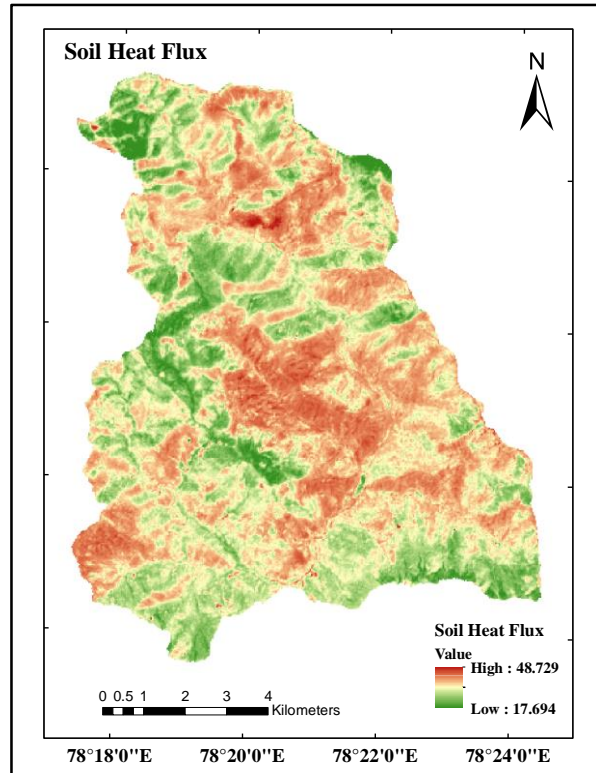 Soil Heat Flux
N
Soil Heat Flux
Value
High : 48.729
Low : 17.694
0 0.5 1 2 3 4
Kilometers
78°18'0"E 78°20'0"E 78°22'0"E 78°24'0"E